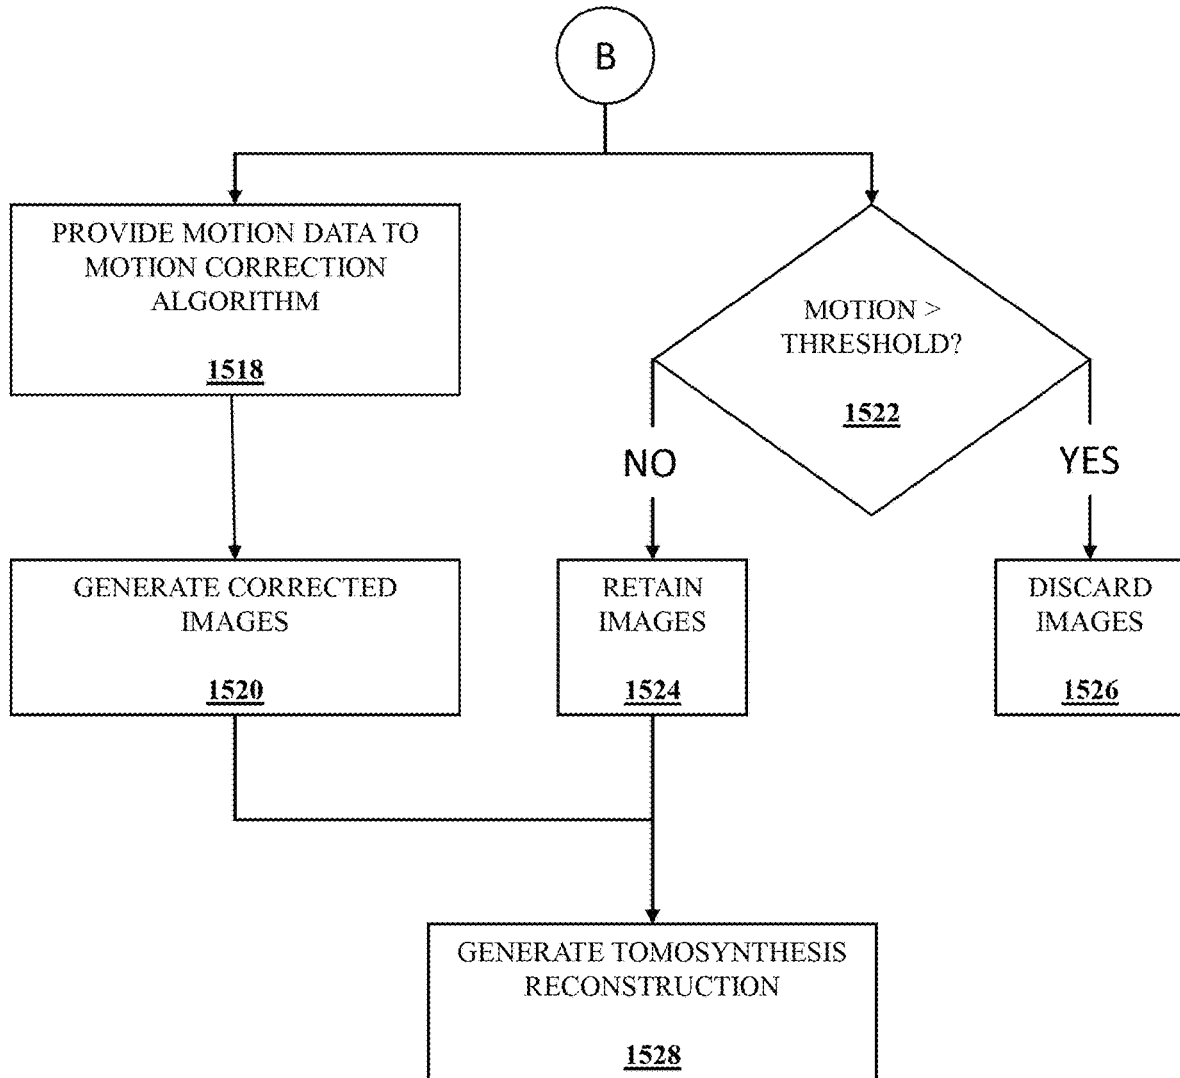 B
PROVIDE MOTION DATA TO
MOTION CORRECTION
ALGORITHM
1518
MOTION >
THRESHOLD?
1522
NO
YES
GENERATE CORRECTED
IMAGES
1520
RETAIN
IMAGES
1524
DISCARD
IMAGES
1526
GENERATE TOMOSYNTHESIS
RECONSTRUCTION
1528